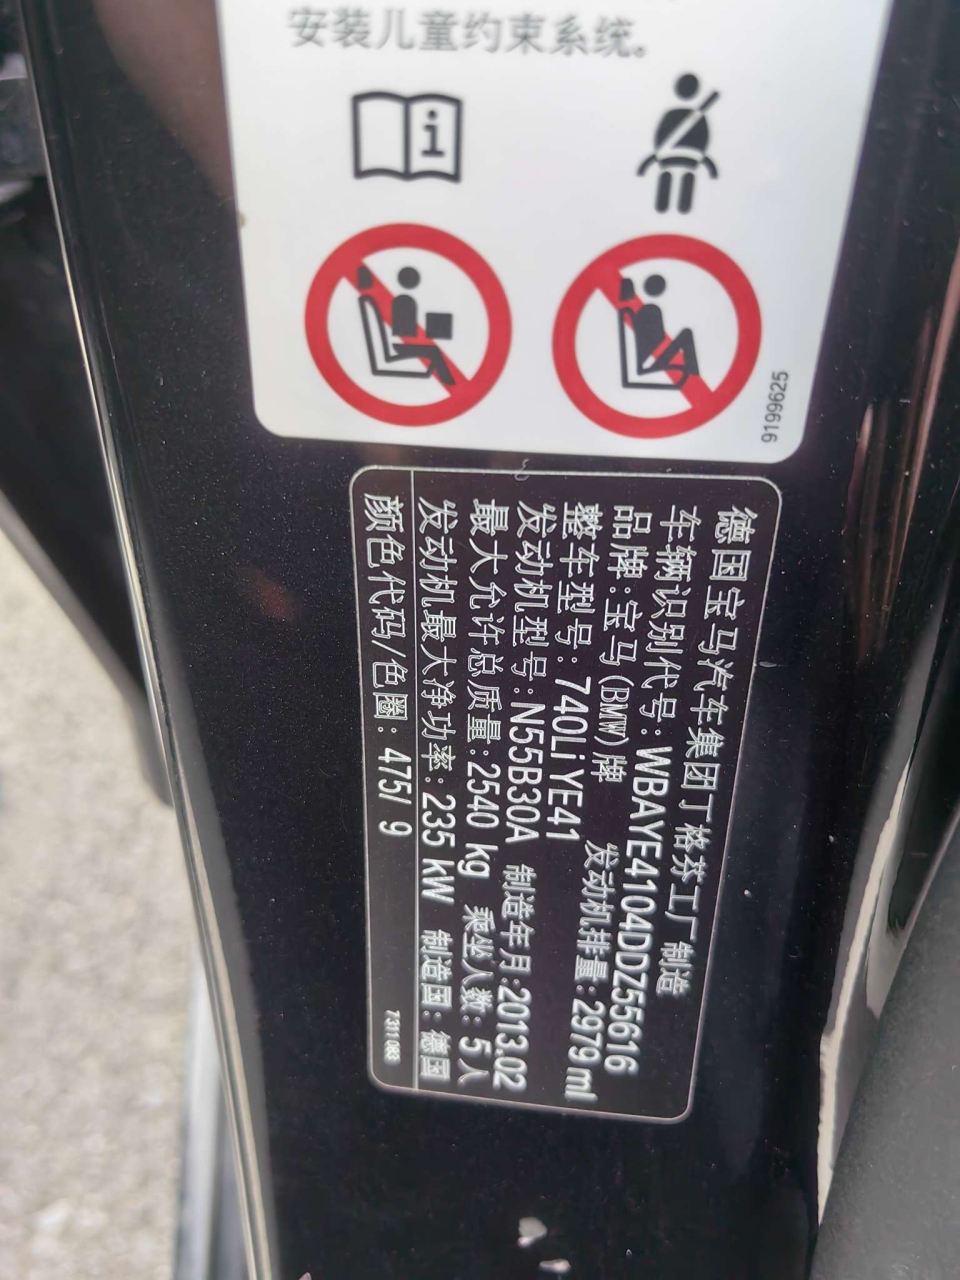 安装儿童约束系统。
i
9199625
德国宝马汽车集团丁格芬工厂制造
车辆识别代号:WBAYE4104DDZ55616
品牌:宝马(BMW)牌 发动机排量:2979 ml
整车型号:740Li YE41
发动机型号:N55B30A 制造年月:2013.02
最大允许总质量:2540 kg 乘坐人数:5人
发动机最大净功率:235 kW 制造国:德国
颜色代码/色圈:475/ 9
7311 083